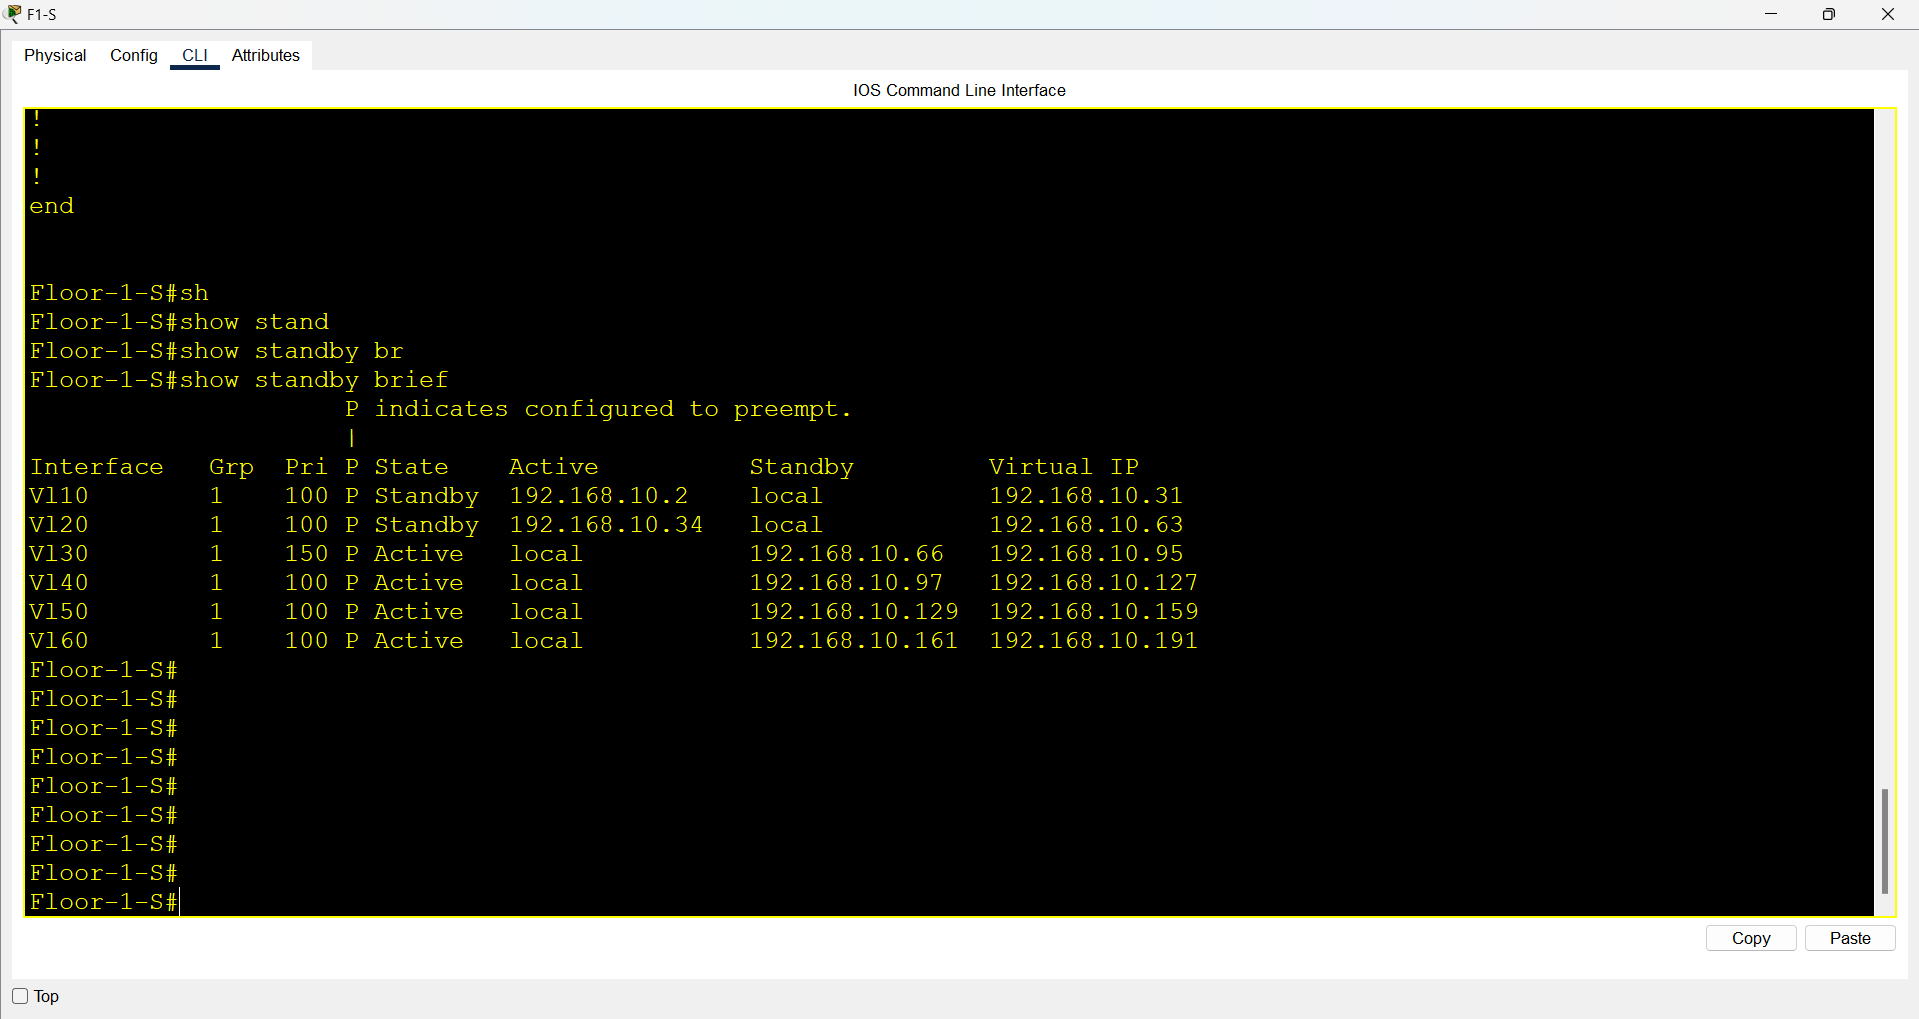 F1-S
Physical Config CLI Attributes
IOS Command Line Interface
!
!
!
end
Floor-1-S#sh
Floor-1-S#show stand
Floor-1-S#show standby br
Floor-1-S#show standby brief
P indicates configured to preempt.
|
Interface Grp Pri P State Active Standby Virtual IP
Vl10 1 100 P Standby 192.168.10.2 local 192.168.10.31
Vl20 1 100 P Standby 192.168.10.34 local 192.168.10.63
Vl30 1 150 P Active local 192.168.10.66 192.168.10.95
Vl40 1 100 P Active local 192.168.10.97 192.168.10.127
Vl50 1 100 P Active local 192.168.10.129 192.168.10.159
Vl60 1 100 P Active local 192.168.10.161 192.168.10.191
Floor-1-S#
Floor-1-S#
Floor-1-S#
Floor-1-S#
Floor-1-S#
Floor-1-S#
Floor-1-S#
Floor-1-S#
Floor-1-S#
Copy Paste
Top